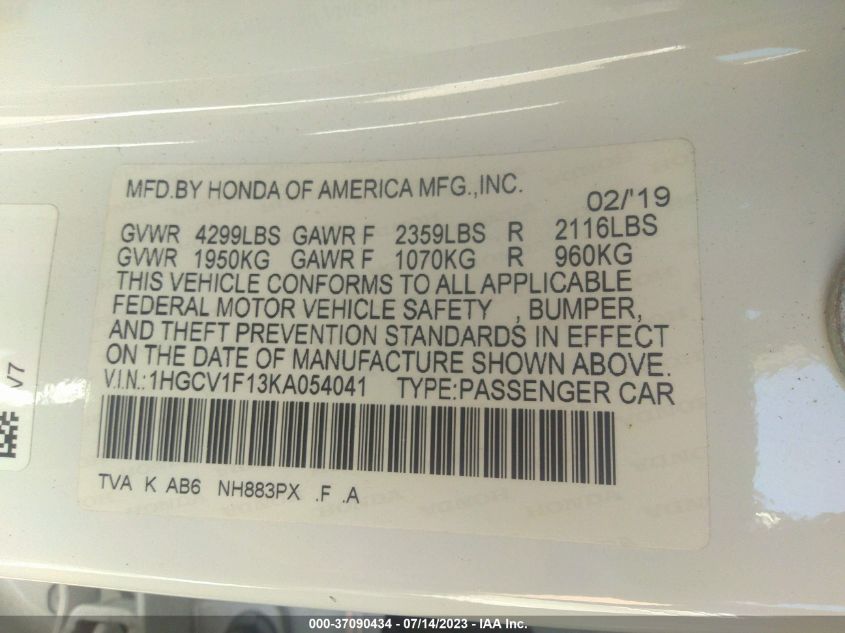 MFD.BY HONDA OF AMERICA MFG.,INC.
02/'19
GVWR 4299LBS GAWR F 2359LBS R 2116LBS
GVWR 1950KG GAWR F 1070KG R 960KG
THIS VEHICLE CONFORMS TO ALL APPLICABLE
FEDERAL MOTOR VEHICLE SAFETY , BUMPER,
AND THEFT PREVENTION STANDARDS IN EFFECT
ON THE DATE OF MANUFACTURE SHOWN ABOVE.
V.I.N.:1HGCV1F13KA054041 TYPE:PASSENGER CAR
TVA K AB6 NH883PX .F .A
V7
000-37090434 / 07/14/2023 - IAA Inc.